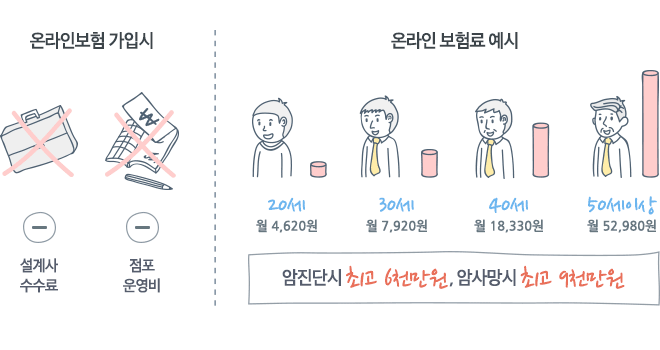 온라인보험 가입시
설계사
수수료
점포
운영비
온라인 보험료 예시
20세
월 4,620원
30세
월 7,920원
40세
월 18,330원
50세이상
월 52,980원
암진단시 최고 6천만원, 암사망시 최고 9천만원